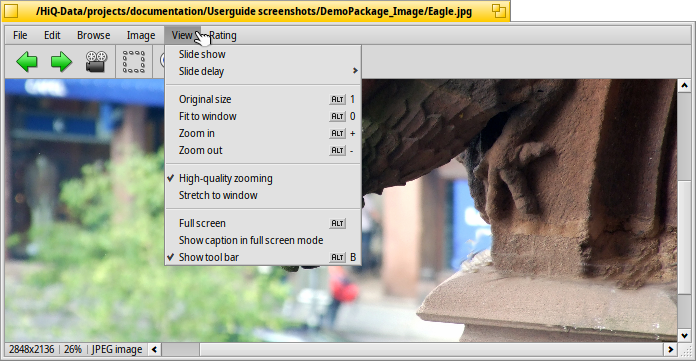 /HiQ-Data/projects/documentation/Userguide screenshots/DemoPackage_Image/Eagle.jpg
File Edit Browse Image View Rating
Slide show
Slide delay
Original size ALT 1
Fit to window ALT 0
Zoom in ALT +
Zoom out ALT -
High-quality zooming
Stretch to window
Full screen ALT
Show caption in full screen mode
Show tool bar ALT B
2848x2136 26% JPEG image